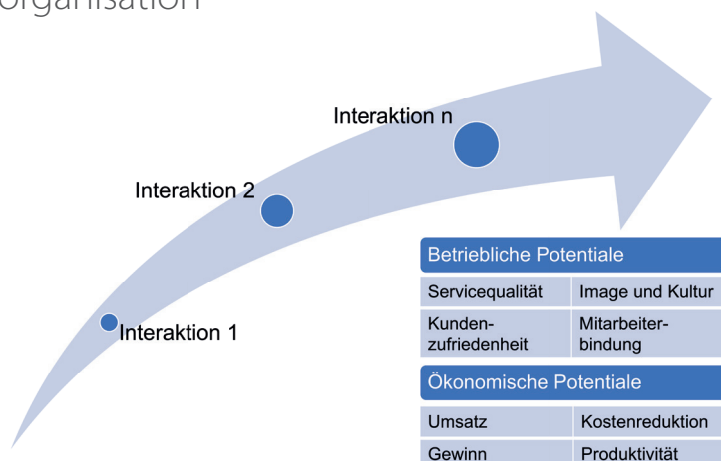 organisation
Interaktion n
Interaktion 2
Interaktion 1
Betriebliche Potentiale
Servicequalität Image und Kultur
Kunden- Mitarbeiter-
zufriedenheit bindung
Ökonomische Potentiale
Umsatz Kostenreduktion
Gewinn Produktivität